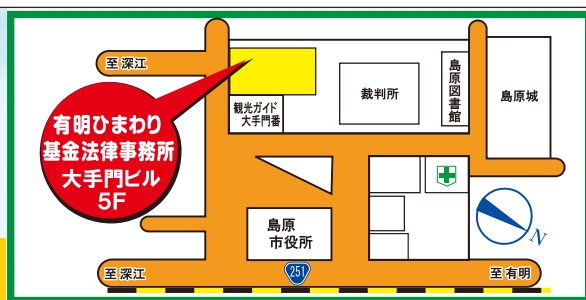 至 深江
有明ひまわり
基金法律事務所
大手門ビル
5F
観光ガイド
大手門番
裁判所
島原図書館
島原城
島原
市役所
N
至 深江
251
至 有明